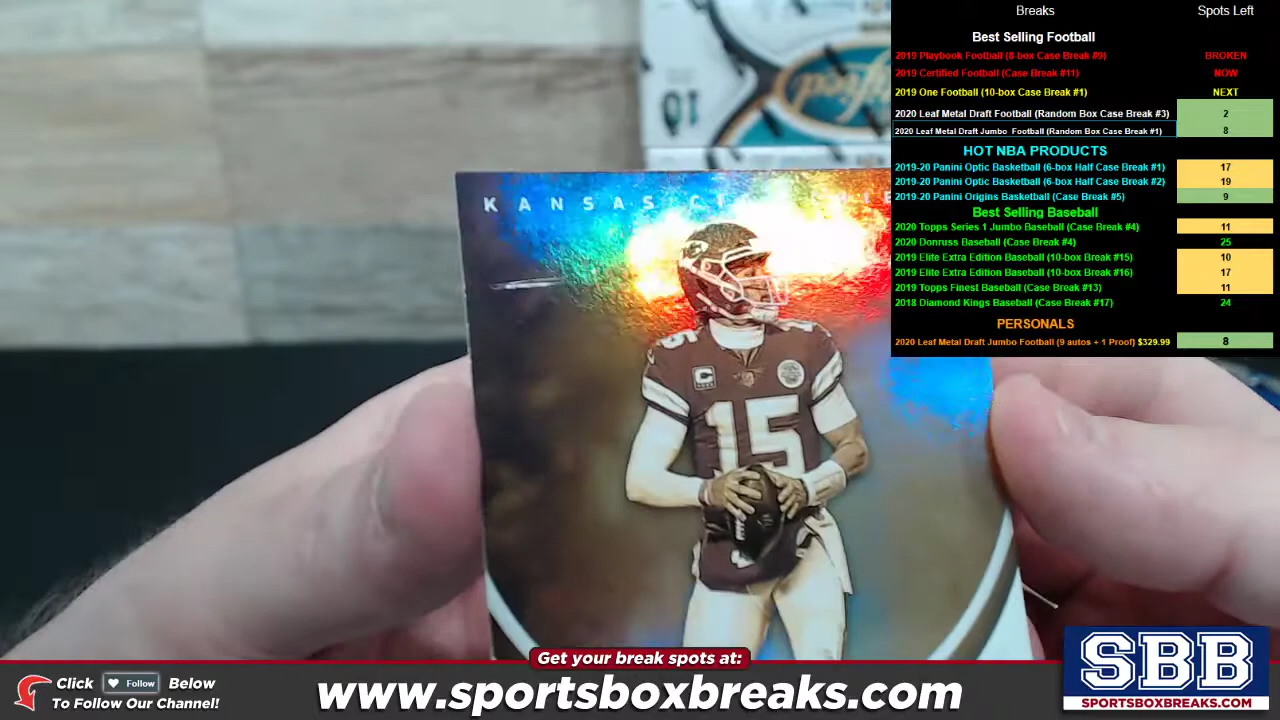 Breaks Spots Left
Best Selling Football
2019 Playbook Football (8-box Case Break #9) BROKEN
2019 Certified Football (Case Break #11) NOW
2019 One Football (10-box Case Break #1) NEXT
2020 Leaf Metal Draft Football (Random Box Case Break #3) 2
2020 Leaf Metal Draft Jumbo Football (Random Box Case Break #1) 8
HOT NBA PRODUCTS
2019-20 Panini Optic Basketball (6-box Half Case Break #1) 17
2019-20 Panini Optic Basketball (6-box Half Case Break #2) 19
2019-20 Panini Origins Basketball (Case Break #5) 9
Best Selling Baseball
2020 Topps Series 1 Jumbo Baseball (Case Break #4) 11
2020 Donruss Baseball (Case Break #4) 25
2019 Elite Extra Edition Baseball (10-box Break #15) 10
2019 Elite Extra Edition Baseball (10-box Break #16) 17
2019 Topps Finest Baseball (Case Break #13) 11
2018 Diamond Kings Baseball (Case Break #17) 24
PERSONALS
2020 Leaf Metal Draft Jumbo Football (9 autos + 1 Proof) $329.99 8
KANSAS
15
Get your break spots at:
www.sportsboxbreaks.com
Click Follow Below
To Follow Our Channel!
SBB
SPORTSBOXBREAKS.COM